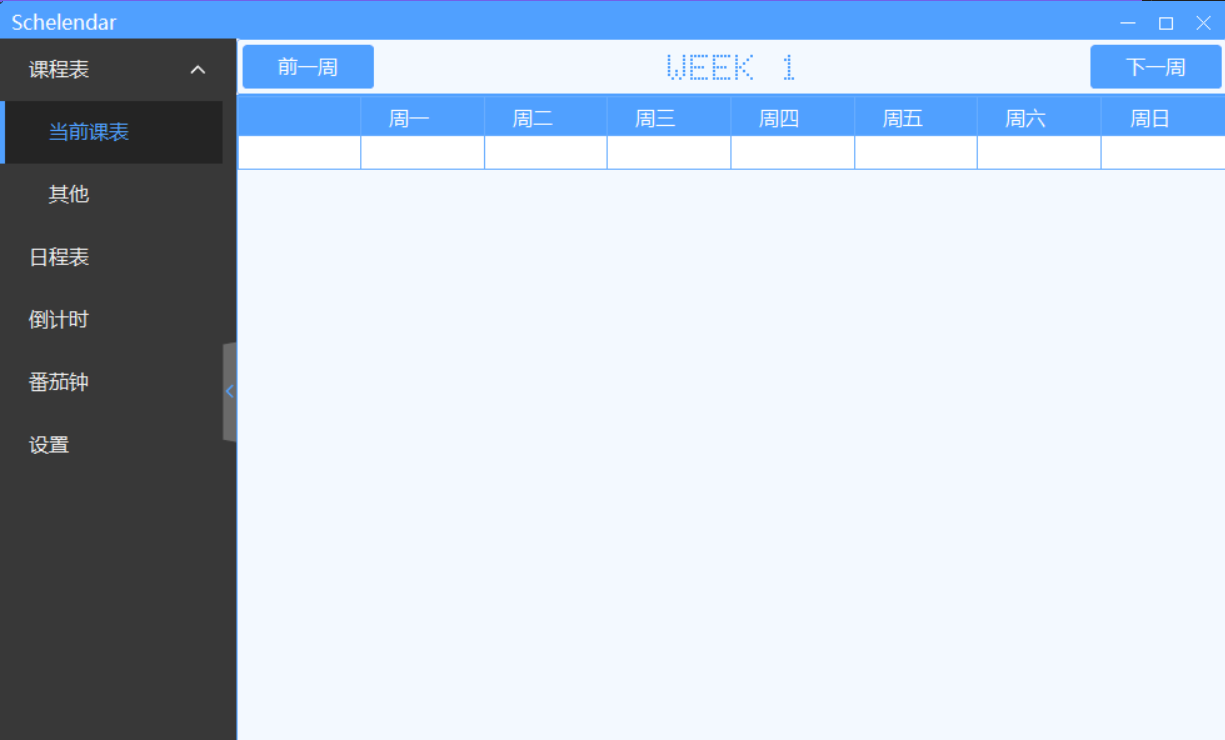 Schelendar
课程表
当前课表
其他
日程表
倒计时
番茄钟
设置
前一周 WEEK 1 下一周
周一 周二 周三 周四 周五 周六 周日